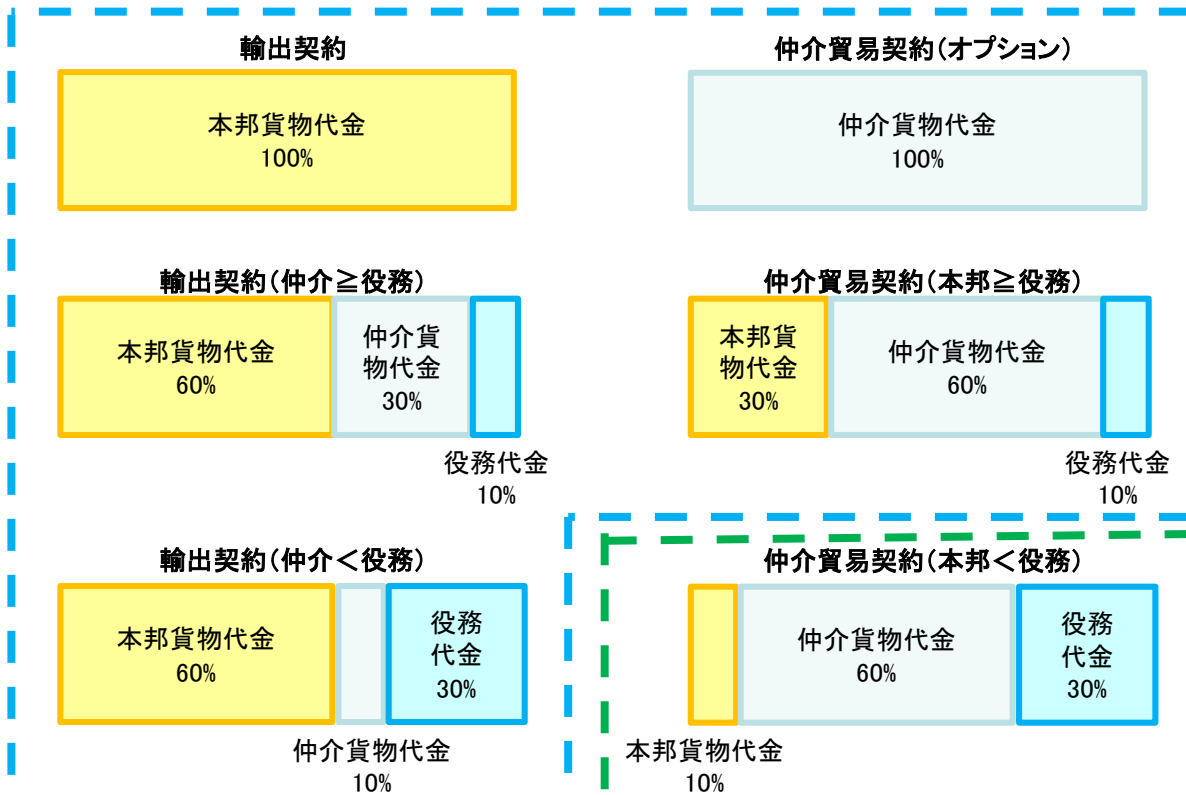 輸出契約
本邦貨物代金
100%
仲介貿易契約(オプション)
仲介貨物代金
100%
輸出契約(仲介≧役務)
本邦貨物代金
60%
仲介貨
物代金
30%
役務代金
10%
仲介貿易契約(本邦≧役務)
本邦貨
物代金
30%
仲介貨物代金
60%
役務代金
10%
輸出契約(仲介<役務)
本邦貨物代金
60%
仲介貨物代金
10%
役務
代金
30%
仲介貿易契約(本邦<役務)
本邦貨物代金
10%
仲介貨物代金
60%
役務
代金
30%